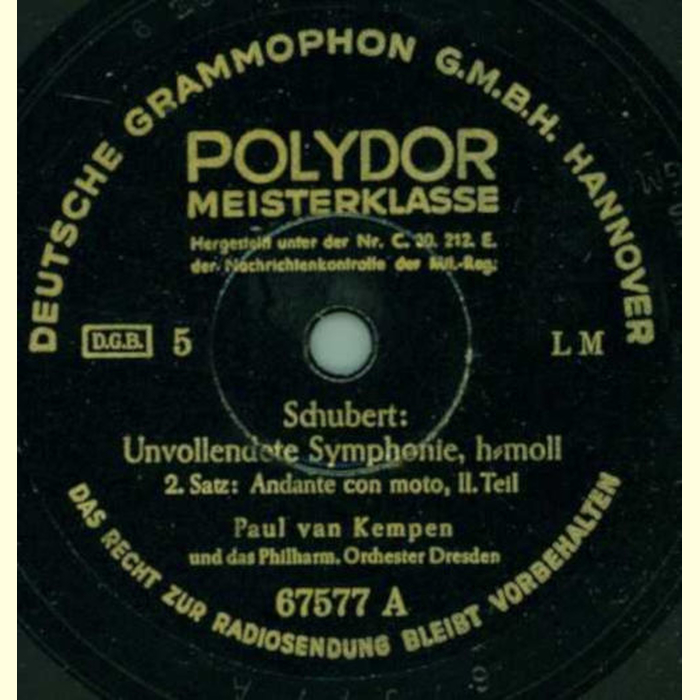 DEUTSCHE GRAMMOPHON G.M.B.H. HANNOVER
POLYDOR
MEISTERKLASSE
Hergestellt unter der Nr. C. 20. 212. E.
der Nachrichtenkontrolle der Mil.-Reg.
D.G.B. 5 L M
Schubert:
Unvollendete Symphonie, h-moll
2. Satz: Andante con moto, II. Teil
Paul van Kempen
und das Philharm. Orchester Dresden
67577 A
DAS RECHT ZUR RADIOSENDUNG BLEIBT VORBEHALTEN